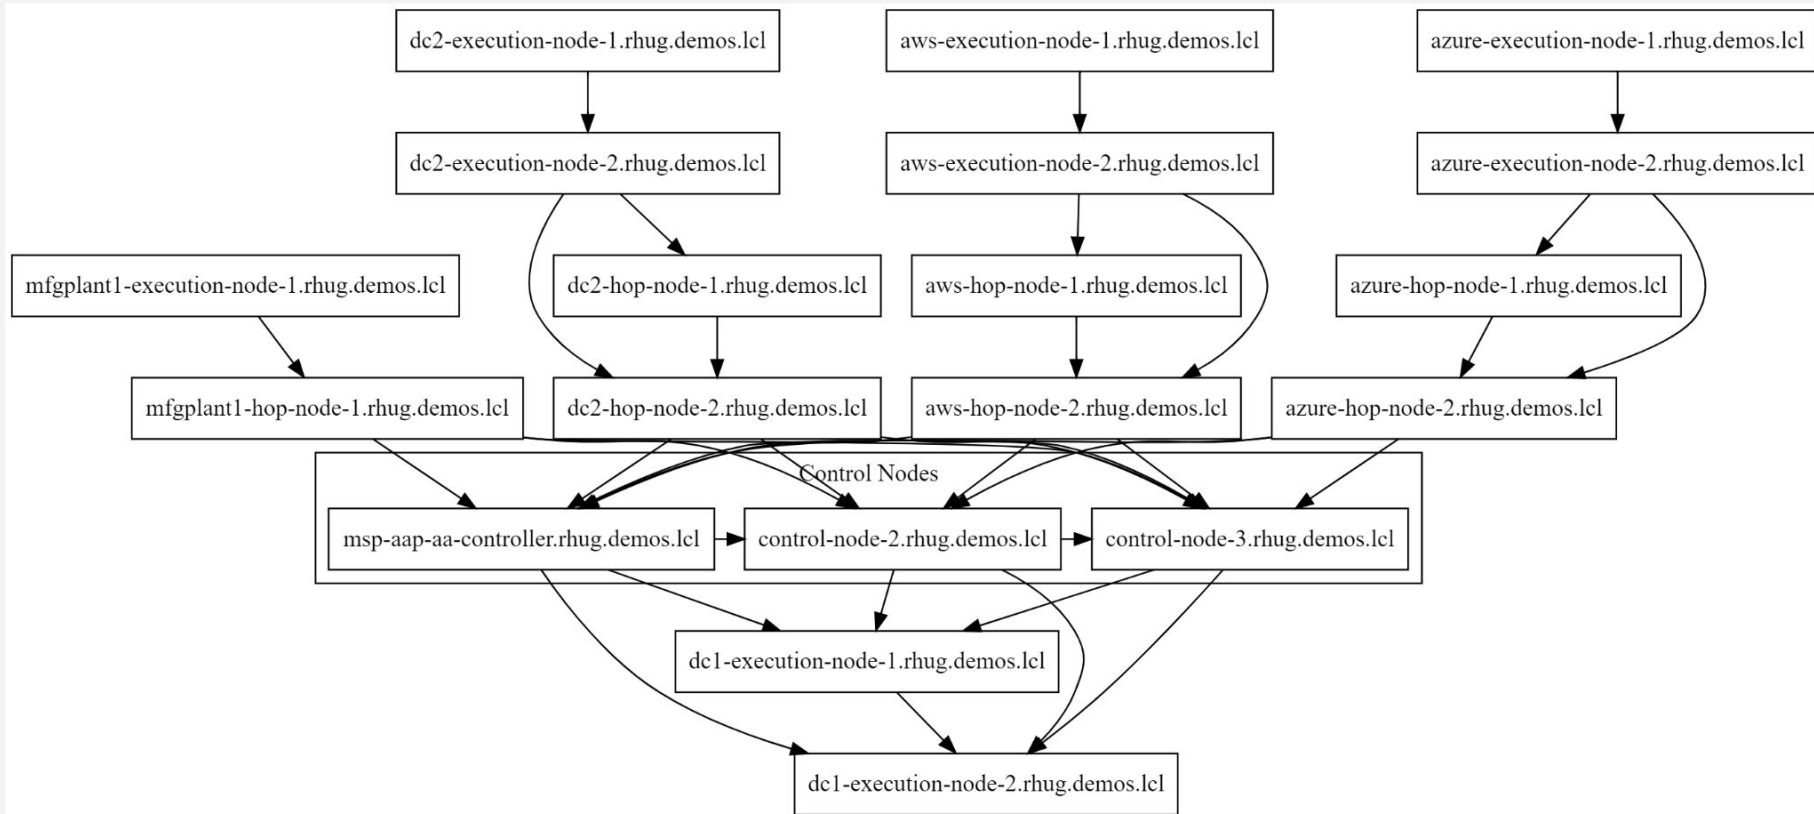 dc2-execution-node-1.rhug.demos.lcl
aws-execution-node-1.rhug.demos.lcl
azure-execution-node-1.rhug.demos.lcl
dc2-execution-node-2.rhug.demos.lcl
aws-execution-node-2.rhug.demos.lcl
azure-execution-node-2.rhug.demos.lcl
mfgplant1-execution-node-1.rhug.demos.lcl
dc2-hop-node-1.rhug.demos.lcl
aws-hop-node-1.rhug.demos.lcl
azure-hop-node-1.rhug.demos.lcl
mfgplant1-hop-node-1.rhug.demos.lcl
dc2-hop-node-2.rhug.demos.lcl
aws-hop-node-2.rhug.demos.lcl
azure-hop-node-2.rhug.demos.lcl
Control Nodes
msp-aap-aa-controller.rhug.demos.lcl
control-node-2.rhug.demos.lcl
control-node-3.rhug.demos.lcl
dc1-execution-node-1.rhug.demos.lcl
dc1-execution-node-2.rhug.demos.lcl